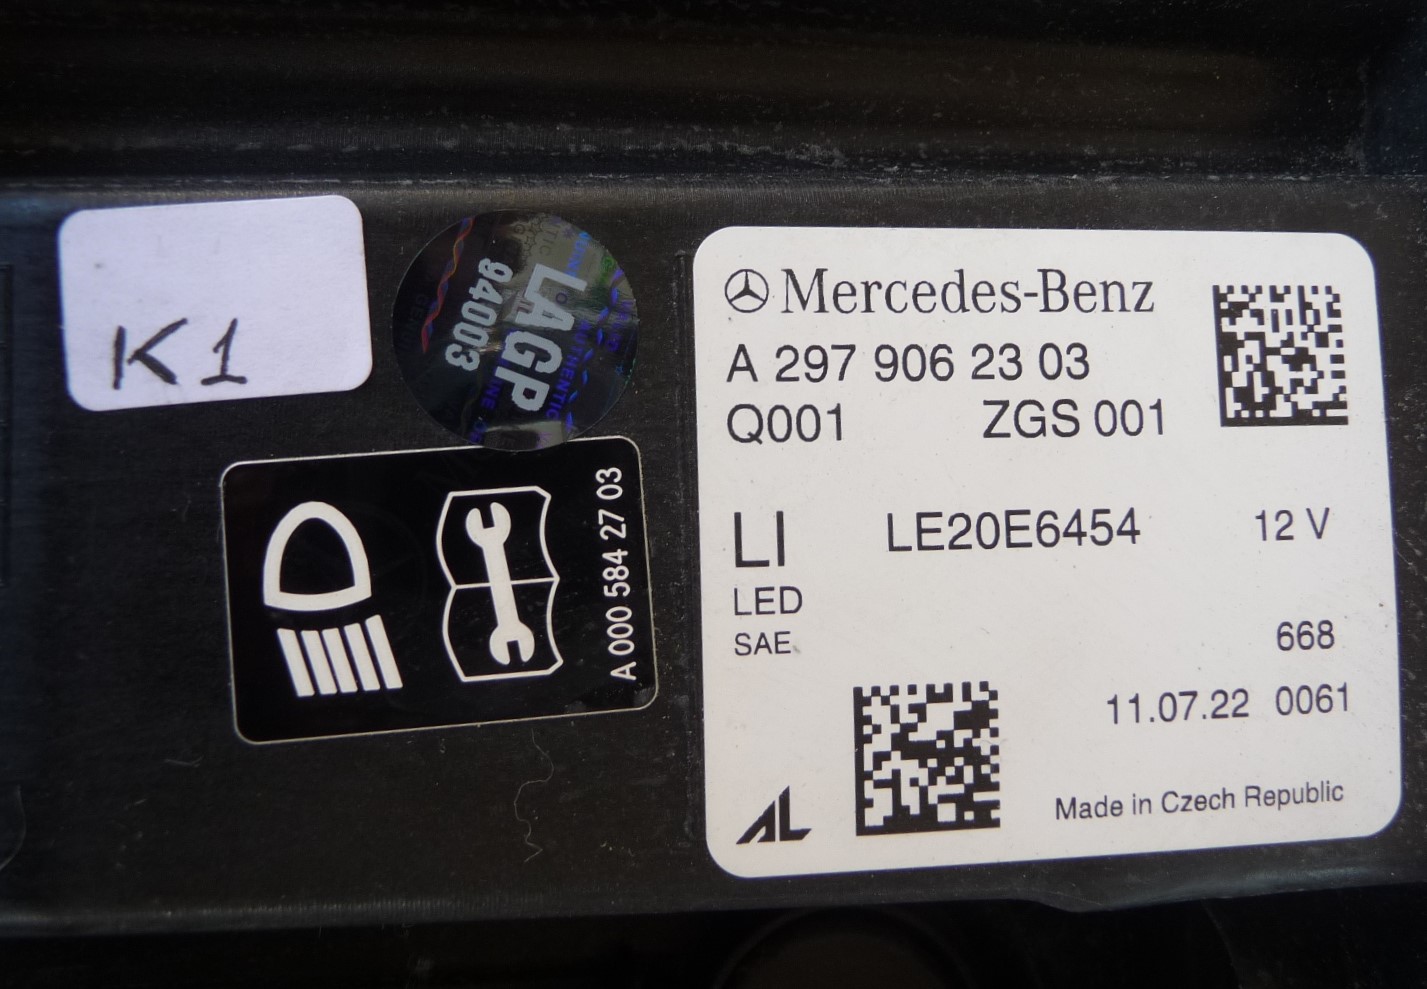 K1
LAGP
94003
A 000 584 27 03
Mercedes-Benz
A 297 906 23 03
Q001 ZGS 001
LI LE20E6454 12 V
LED
SAE
668
11.07.22 0061
AL
Made in Czech Republic